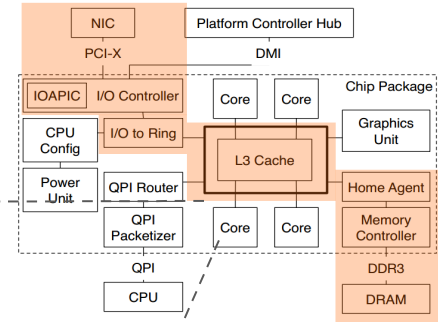 NIC
Platform Controller Hub
PCI-X
DMI
Chip Package
IOAPIC
I/O Controller
Core
Core
CPU
Config
I/O to Ring
Graphics
Unit
L3 Cache
Power
Unit
QPI Router
Home Agent
QPI
Packetizer
Core
Core
Memory
Controller
QPI
DDR3
CPU
DRAM